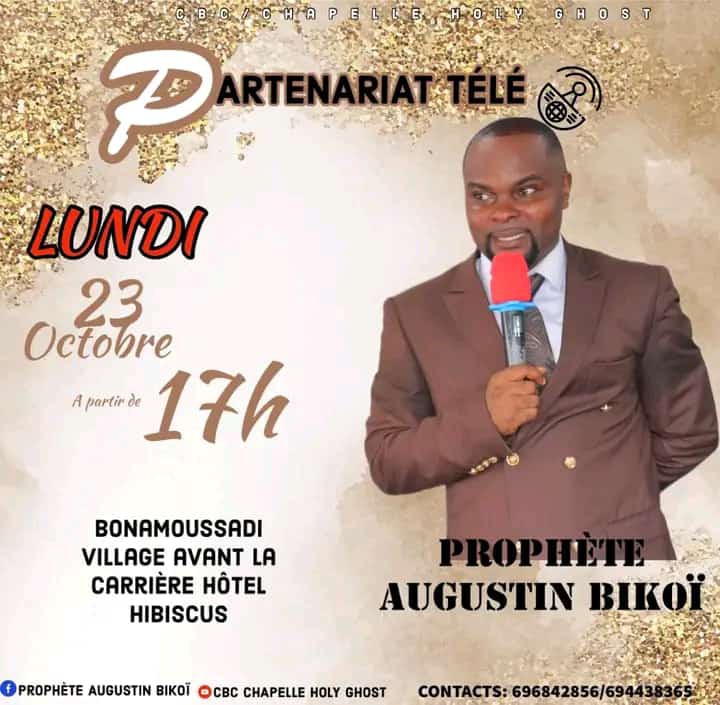 CBC/CHAPELLE HOLY GHOST
PARTENARIAT TÉLÉ
LUNDI
23
Octobre
A partir de 17h
BONAMOUSSADI
VILLAGE AVANT LA
CARRIÈRE HÔTEL
HIBISCUS
PROPHÈTE
AUGUSTIN BIKOÏ
PROPHÈTE AUGUSTIN BIKOÏ CBC CHAPELLE HOLY GHOST CONTACTS: 696842856/694438365